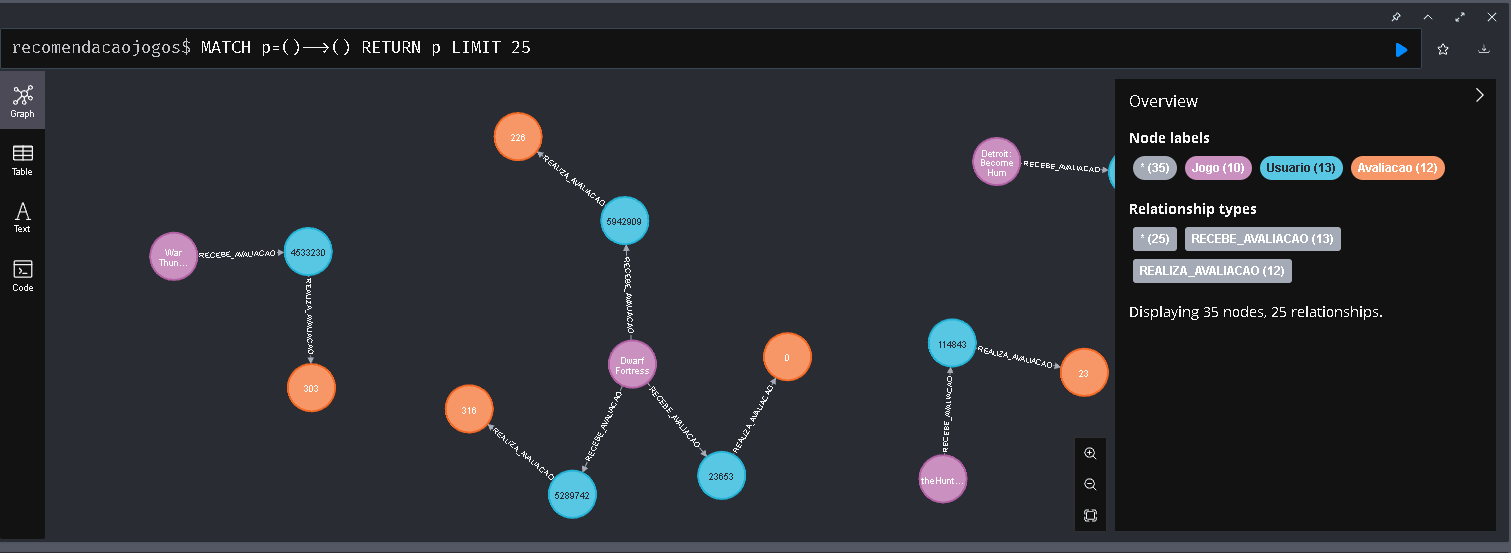 recomendacaojogos$ MATCH p=()-->() RETURN p LIMIT 25
Graph
Table
Text
Code
226
REALIZA_AVALIACAO
5942909
RECEBE_AVALIACAO
War
Thun...
RECEBE_AVALIACAO
4533230
REALIZA_AVALIACAO
303
Dwarf
Fortress
RECEBE_AVALIACAO
5289742
REALIZA_AVALIACAO
316
RECEBE_AVALIACAO
23653
REALIZA_AVALIACAO
0
Detroit:
Become
Hum
RECEBE_AVALIACAO
114843
REALIZA_AVALIACAO
23
RECEBE_AVALIACAO
theHunt...
Overview
Node labels
* (35) Jogo (10) Usuario (13) Avaliacao (12)
Relationship types
* (25) RECEBE_AVALIACAO (13)
REALIZA_AVALIACAO (12)
Displaying 35 nodes, 25 relationships.